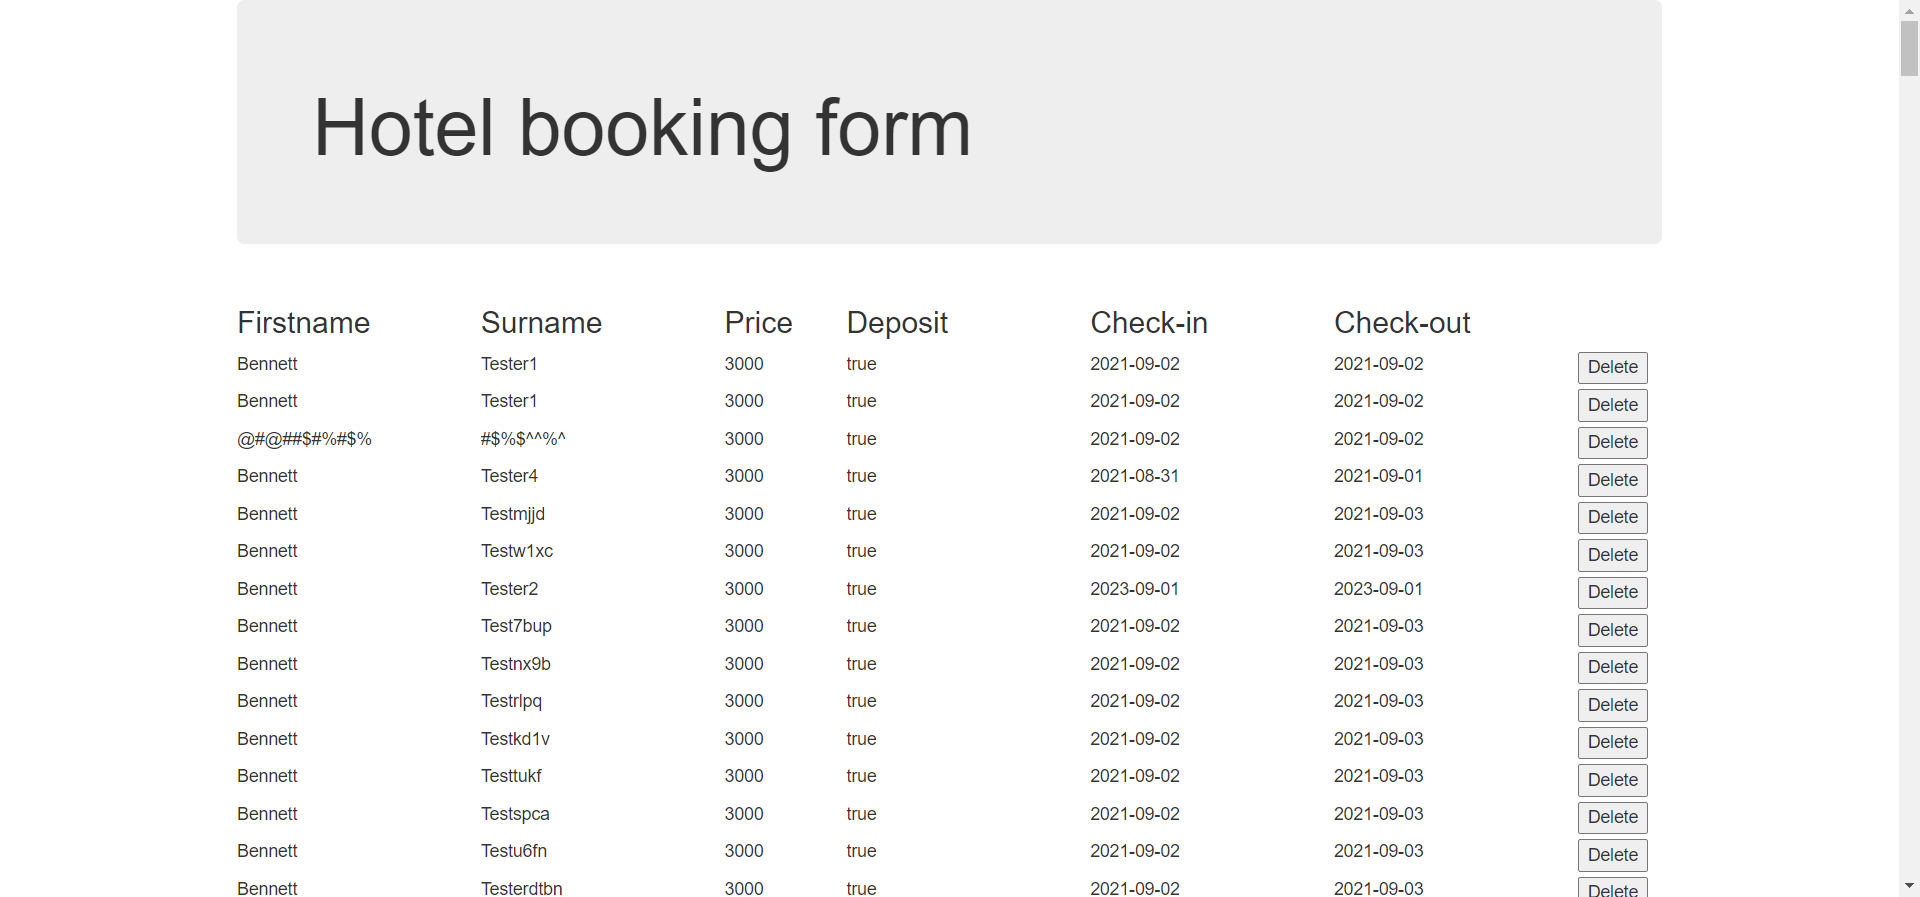 Hotel booking form
Firstname Surname Price Deposit Check-in Check-out
Bennett Tester1 3000 true 2021-09-02 2021-09-02 Delete
Bennett Tester1 3000 true 2021-09-02 2021-09-02 Delete
@#@##$#%#$% #$%$^^%^ 3000 true 2021-09-02 2021-09-02 Delete
Bennett Tester4 3000 true 2021-08-31 2021-09-01 Delete
Bennett Testmjjd 3000 true 2021-09-02 2021-09-03 Delete
Bennett Testw1xc 3000 true 2021-09-02 2021-09-03 Delete
Bennett Tester2 3000 true 2023-09-01 2023-09-01 Delete
Bennett Test7bup 3000 true 2021-09-02 2021-09-03 Delete
Bennett Testnx9b 3000 true 2021-09-02 2021-09-03 Delete
Bennett Testrlpq 3000 true 2021-09-02 2021-09-03 Delete
Bennett Testkd1v 3000 true 2021-09-02 2021-09-03 Delete
Bennett Testtukf 3000 true 2021-09-02 2021-09-03 Delete
Bennett Testspca 3000 true 2021-09-02 2021-09-03 Delete
Bennett Testu6fn 3000 true 2021-09-02 2021-09-03 Delete
Bennett Testerdtbn 3000 true 2021-09-02 2021-09-03 Delete